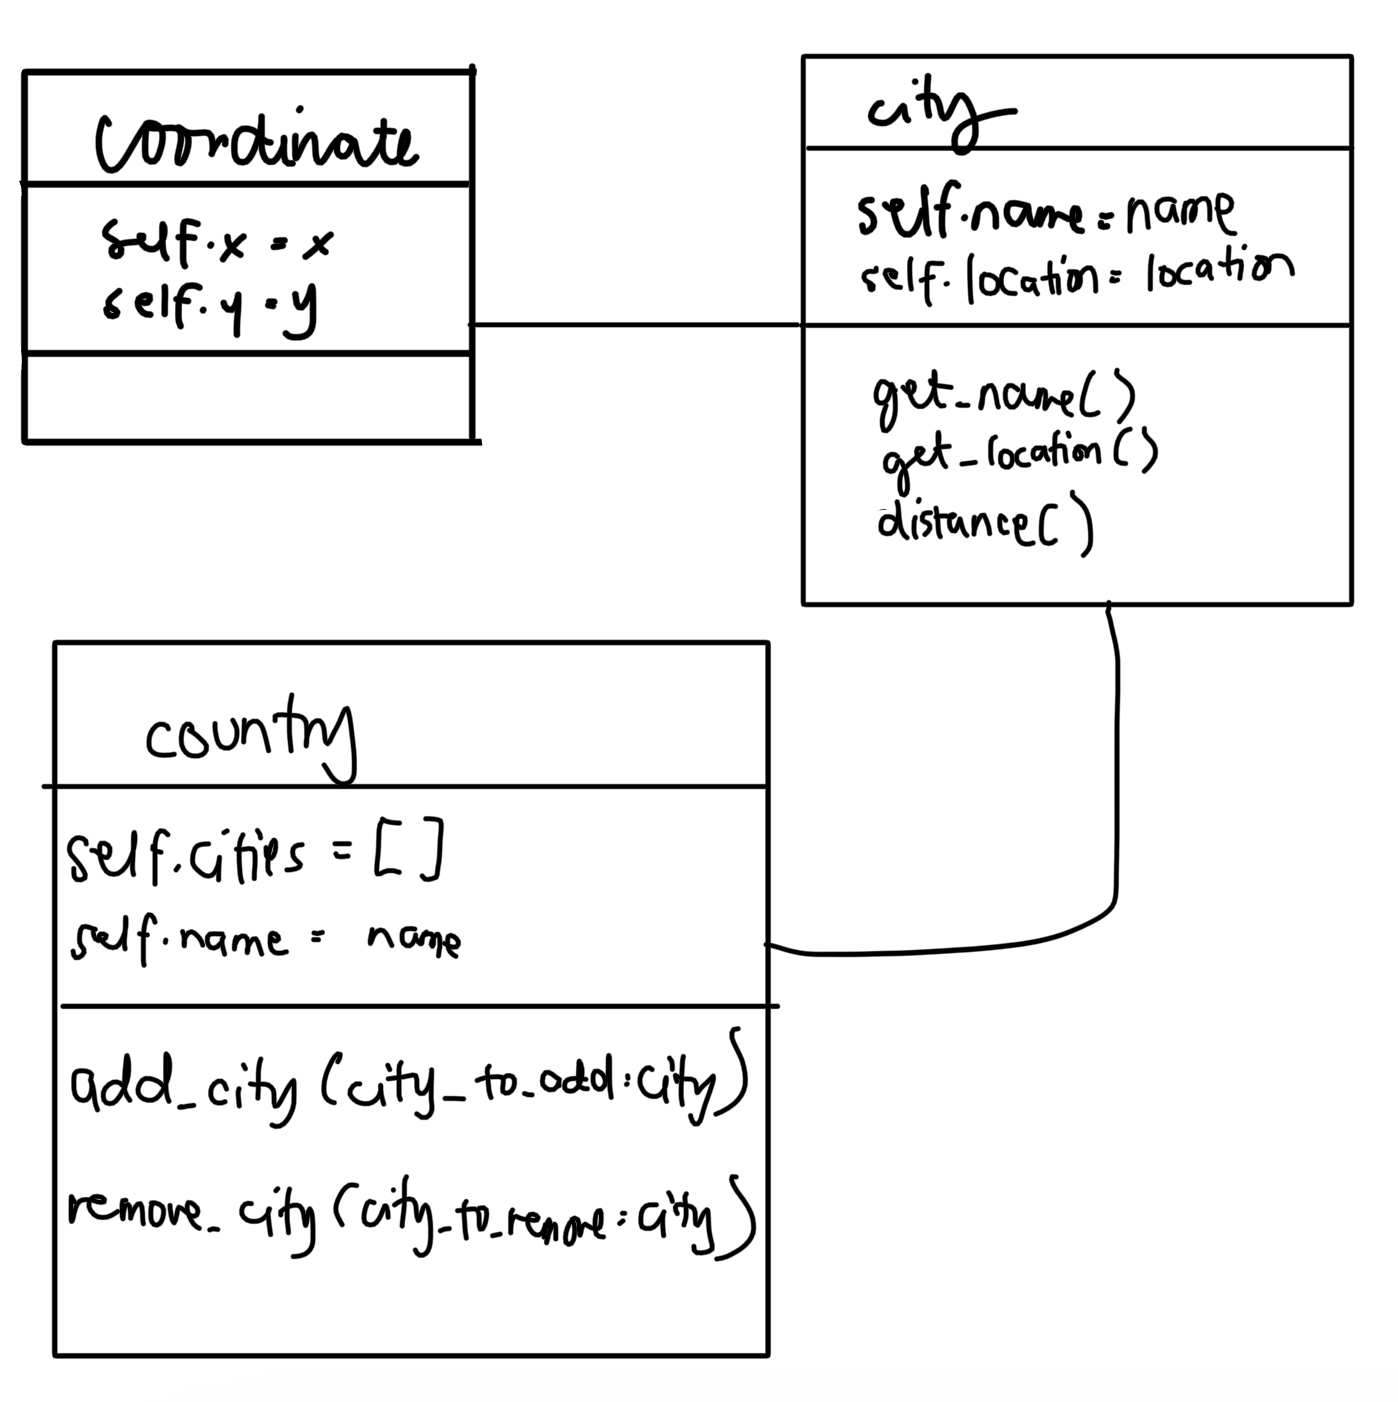 coordinate
self.x = x
self.y = y
city
self.name = name
self.location = location
get_name()
get_location()
distance()
country
self.cities = []
self.name = name
add_city (city_to_add: city)
remove_city (city_to_remove: city)